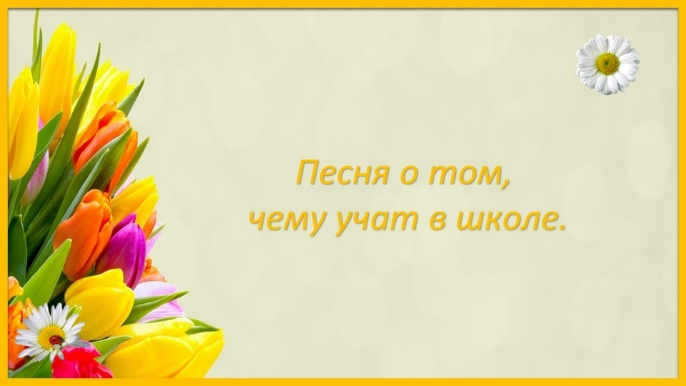 Песня о том,
чему учат в школе.